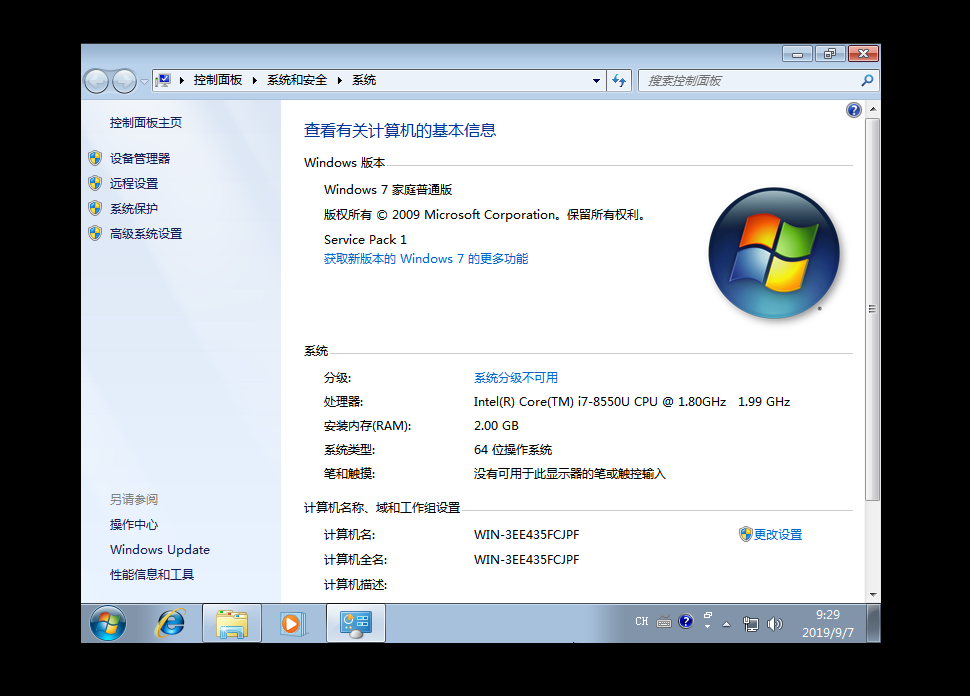 控制面板 系统和安全 系统
搜索控制面板
控制面板主页
设备管理器
远程设置
系统保护
高级系统设置
另请参阅
操作中心
Windows Update
性能信息和工具
查看有关计算机的基本信息
Windows 版本
Windows 7 家庭普通版
版权所有 © 2009 Microsoft Corporation。保留所有权利。
Service Pack 1
获取新版本的 Windows 7 的更多功能
系统
分级: 系统分级不可用
处理器: Intel(R) Core(TM) i7-8550U CPU @ 1.80GHz 1.99 GHz
安装内存(RAM): 2.00 GB
系统类型: 64 位操作系统
笔和触摸: 没有可用于此显示器的笔或触控输入
计算机名称、域和工作组设置
计算机名: WIN-3EE435FCJPF 更改设置
计算机全名: WIN-3EE435FCJPF
计算机描述:
CH
9:29
2019/9/7